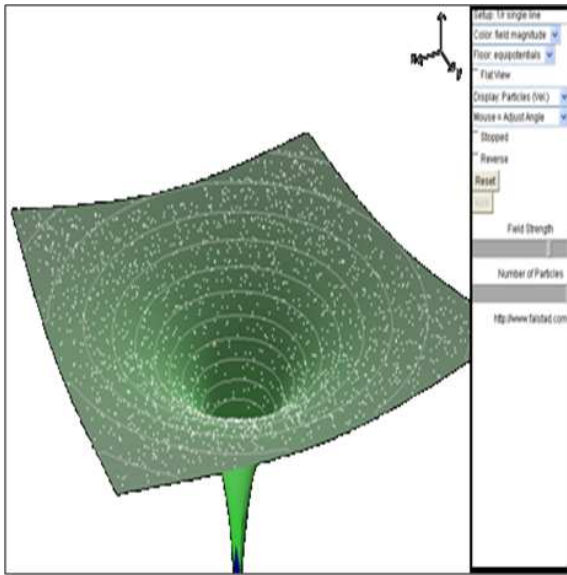 Setup: 1/r single line
Color: field magnitude
Floor: equipotentials
Flat View
Display: Particles (Vel.)
Mouse = Adjust Angle
Stopped
Reverse
Reset
Field Strength
Number of Particles
http://www.falstad.com
y